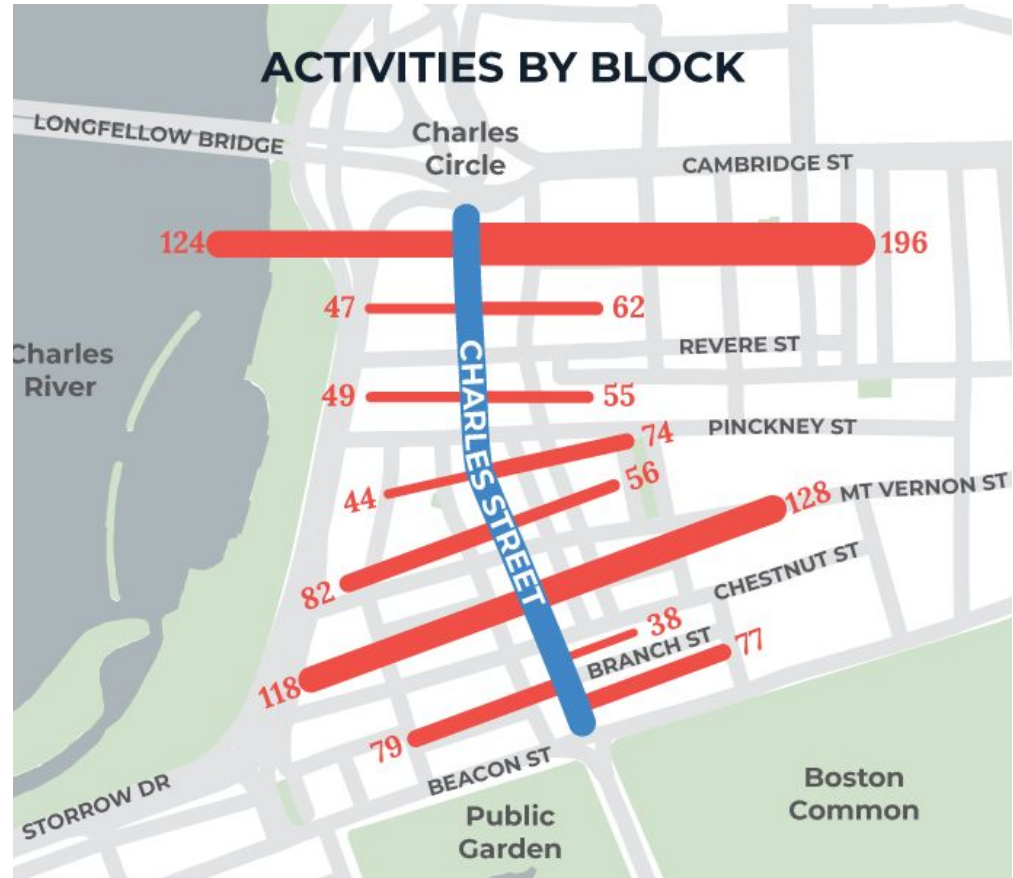 ACTIVITIES BY BLOCK
LONGFELLOW BRIDGE
Charles
Circle
CAMBRIDGE ST
124
196
47
62
Charles
River
REVERE ST
CHARLES STREET
49
55
PINCKNEY ST
74
44
56
MT VERNON ST
128
82
CHESTNUT ST
38
118
BRANCH ST
77
79
BEACON ST
STORROW DR
Public
Garden
Boston
Common